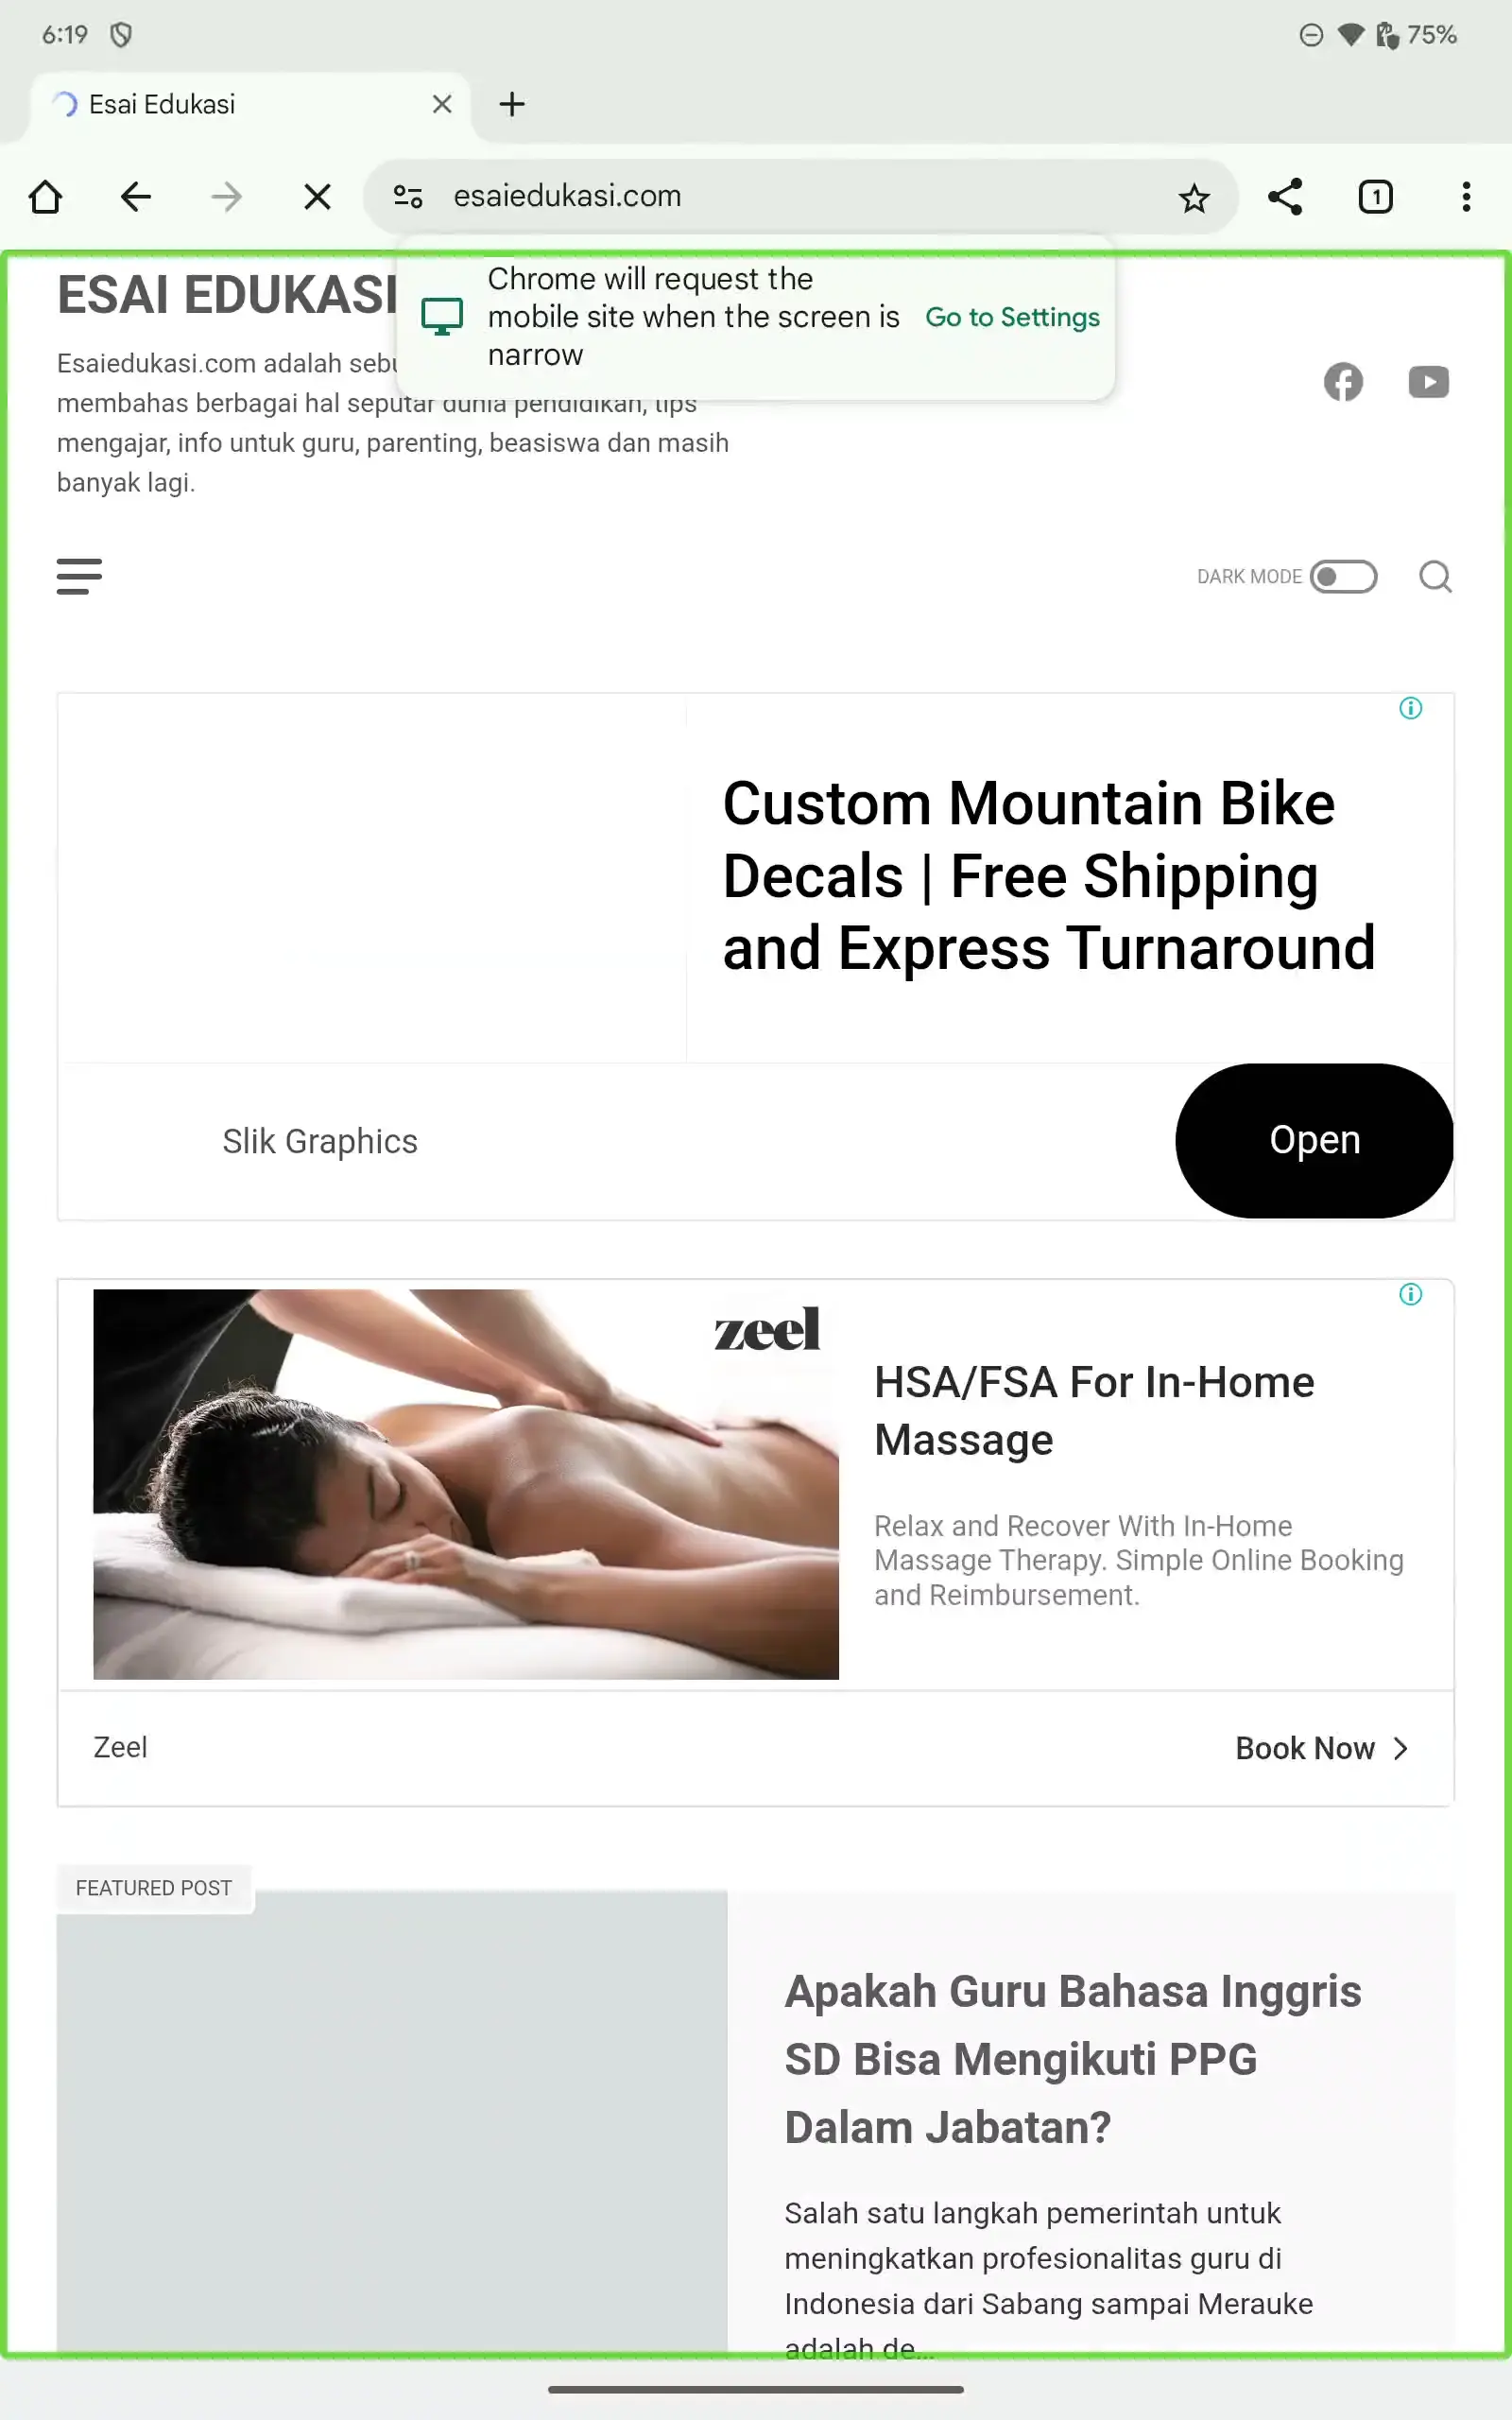 6:19
75%
Esai Edukasi
esaiedukasi.com
1
Chrome will request the
mobile site when the screen is
narrow
Go to Settings
ESAI EDUKASI
Esaiedukasi.com adalah
membahas berbagai hal seputar dunia pendidikan, tips
mengajar, info untuk guru, parenting, beasiswa dan masih
banyak lagi.
DARK MODE
Custom Mountain Bike
Decals | Free Shipping
and Express Turnaround
Slik Graphics
Open
zeel
HSA/FSA For In-Home
Massage
Relax and Recover With In-Home
Massage Therapy. Simple Online Booking
and Reimbursement.
Zeel
Book Now
FEATURED POST
Apakah Guru Bahasa Inggris
SD Bisa Mengikuti PPG
Dalam Jabatan?
Salah satu langkah pemerintah untuk
meningkatkan profesionalitas guru di
Indonesia dari Sabang sampai Merauke
adalah de...